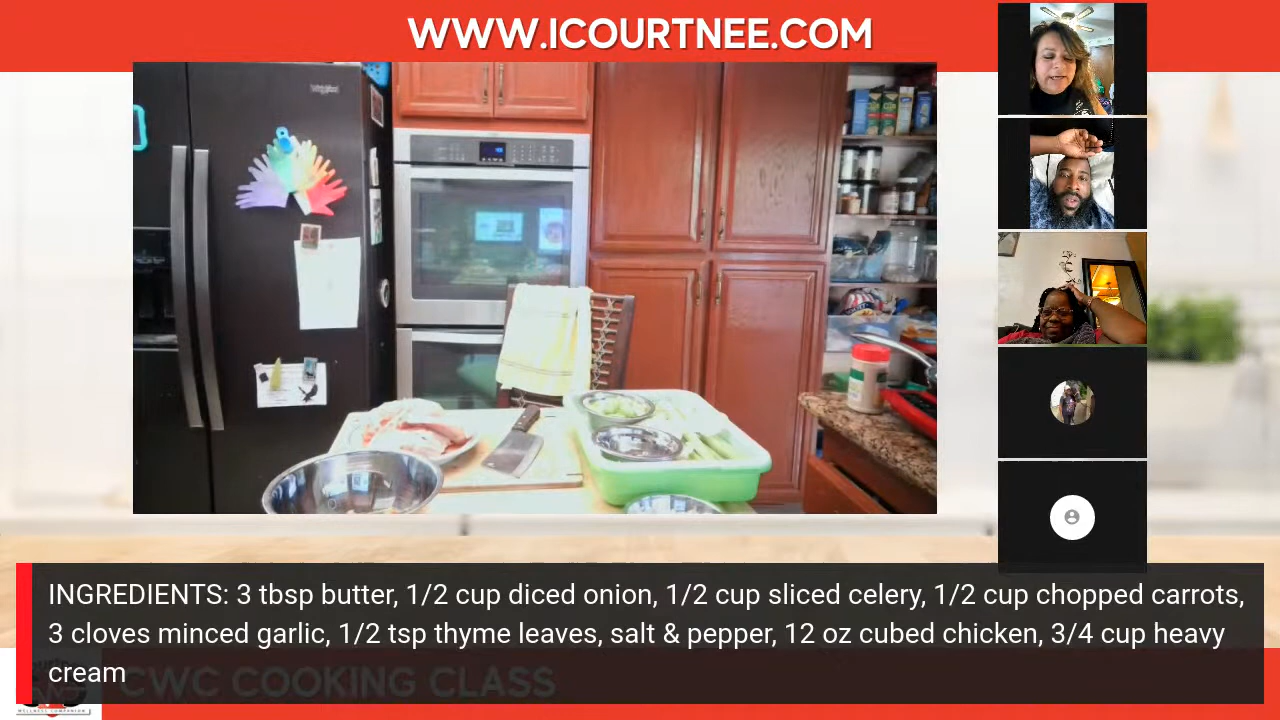 WWW.ICOURTNEE.COM
Whirlpool
INGREDIENTS: 3 tbsp butter, 1/2 cup diced onion, 1/2 cup sliced celery, 1/2 cup chopped carrots,
3 cloves minced garlic, 1/2 tsp thyme leaves, salt & pepper, 12 oz cubed chicken, 3/4 cup heavy
cream
CWC COOKING CLASS